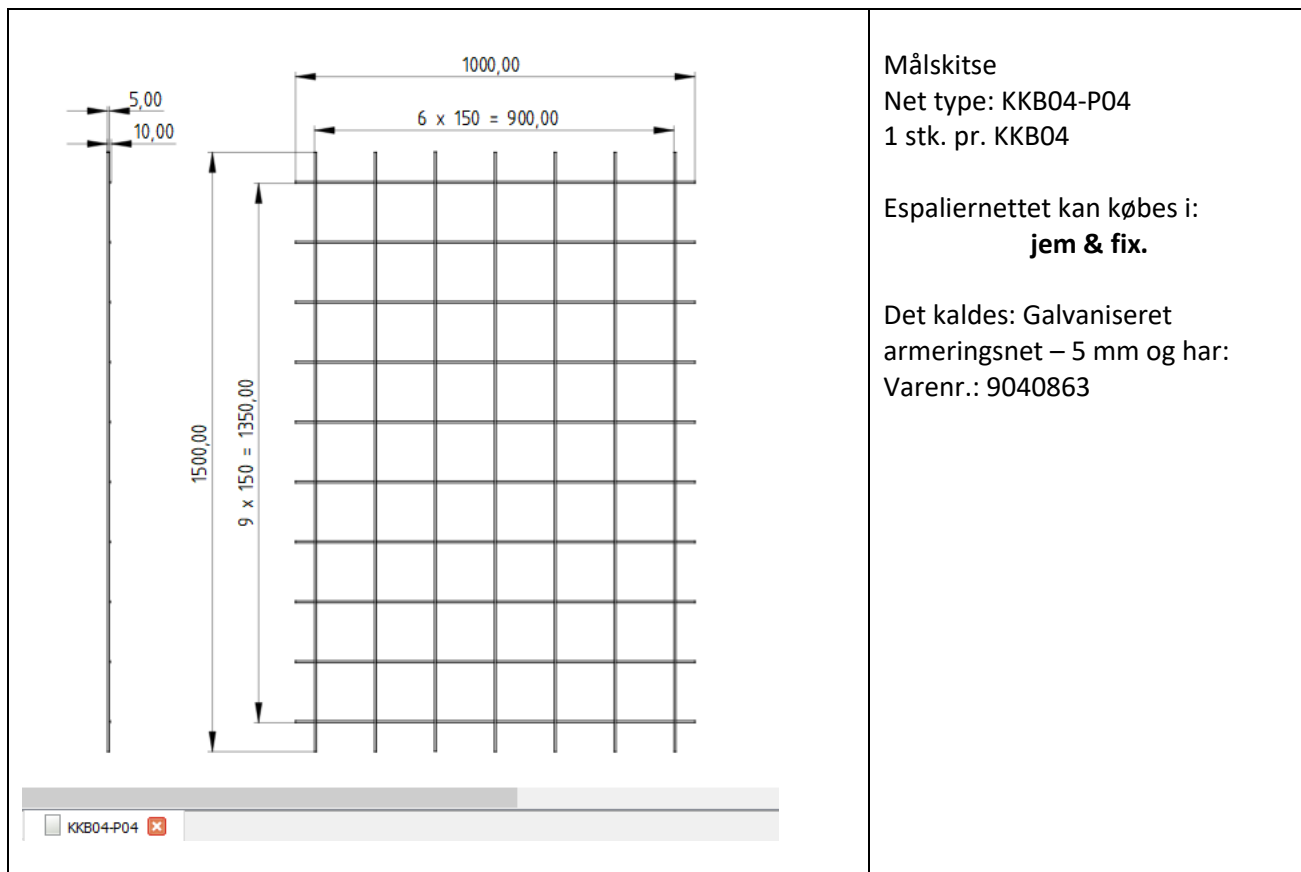 1000,00
5,00
6 x 150 = 900,00
10,00
1500,00
9 x 150 = 1350,00
KKB04-P04
Målskitse
Net type: KKB04-P04
1 stk. pr. KKB04
Espaliernettet kan købes i:
jem & fix.
Det kaldes: Galvaniseret
armeringsnet – 5 mm og har:
Varenr.: 9040863